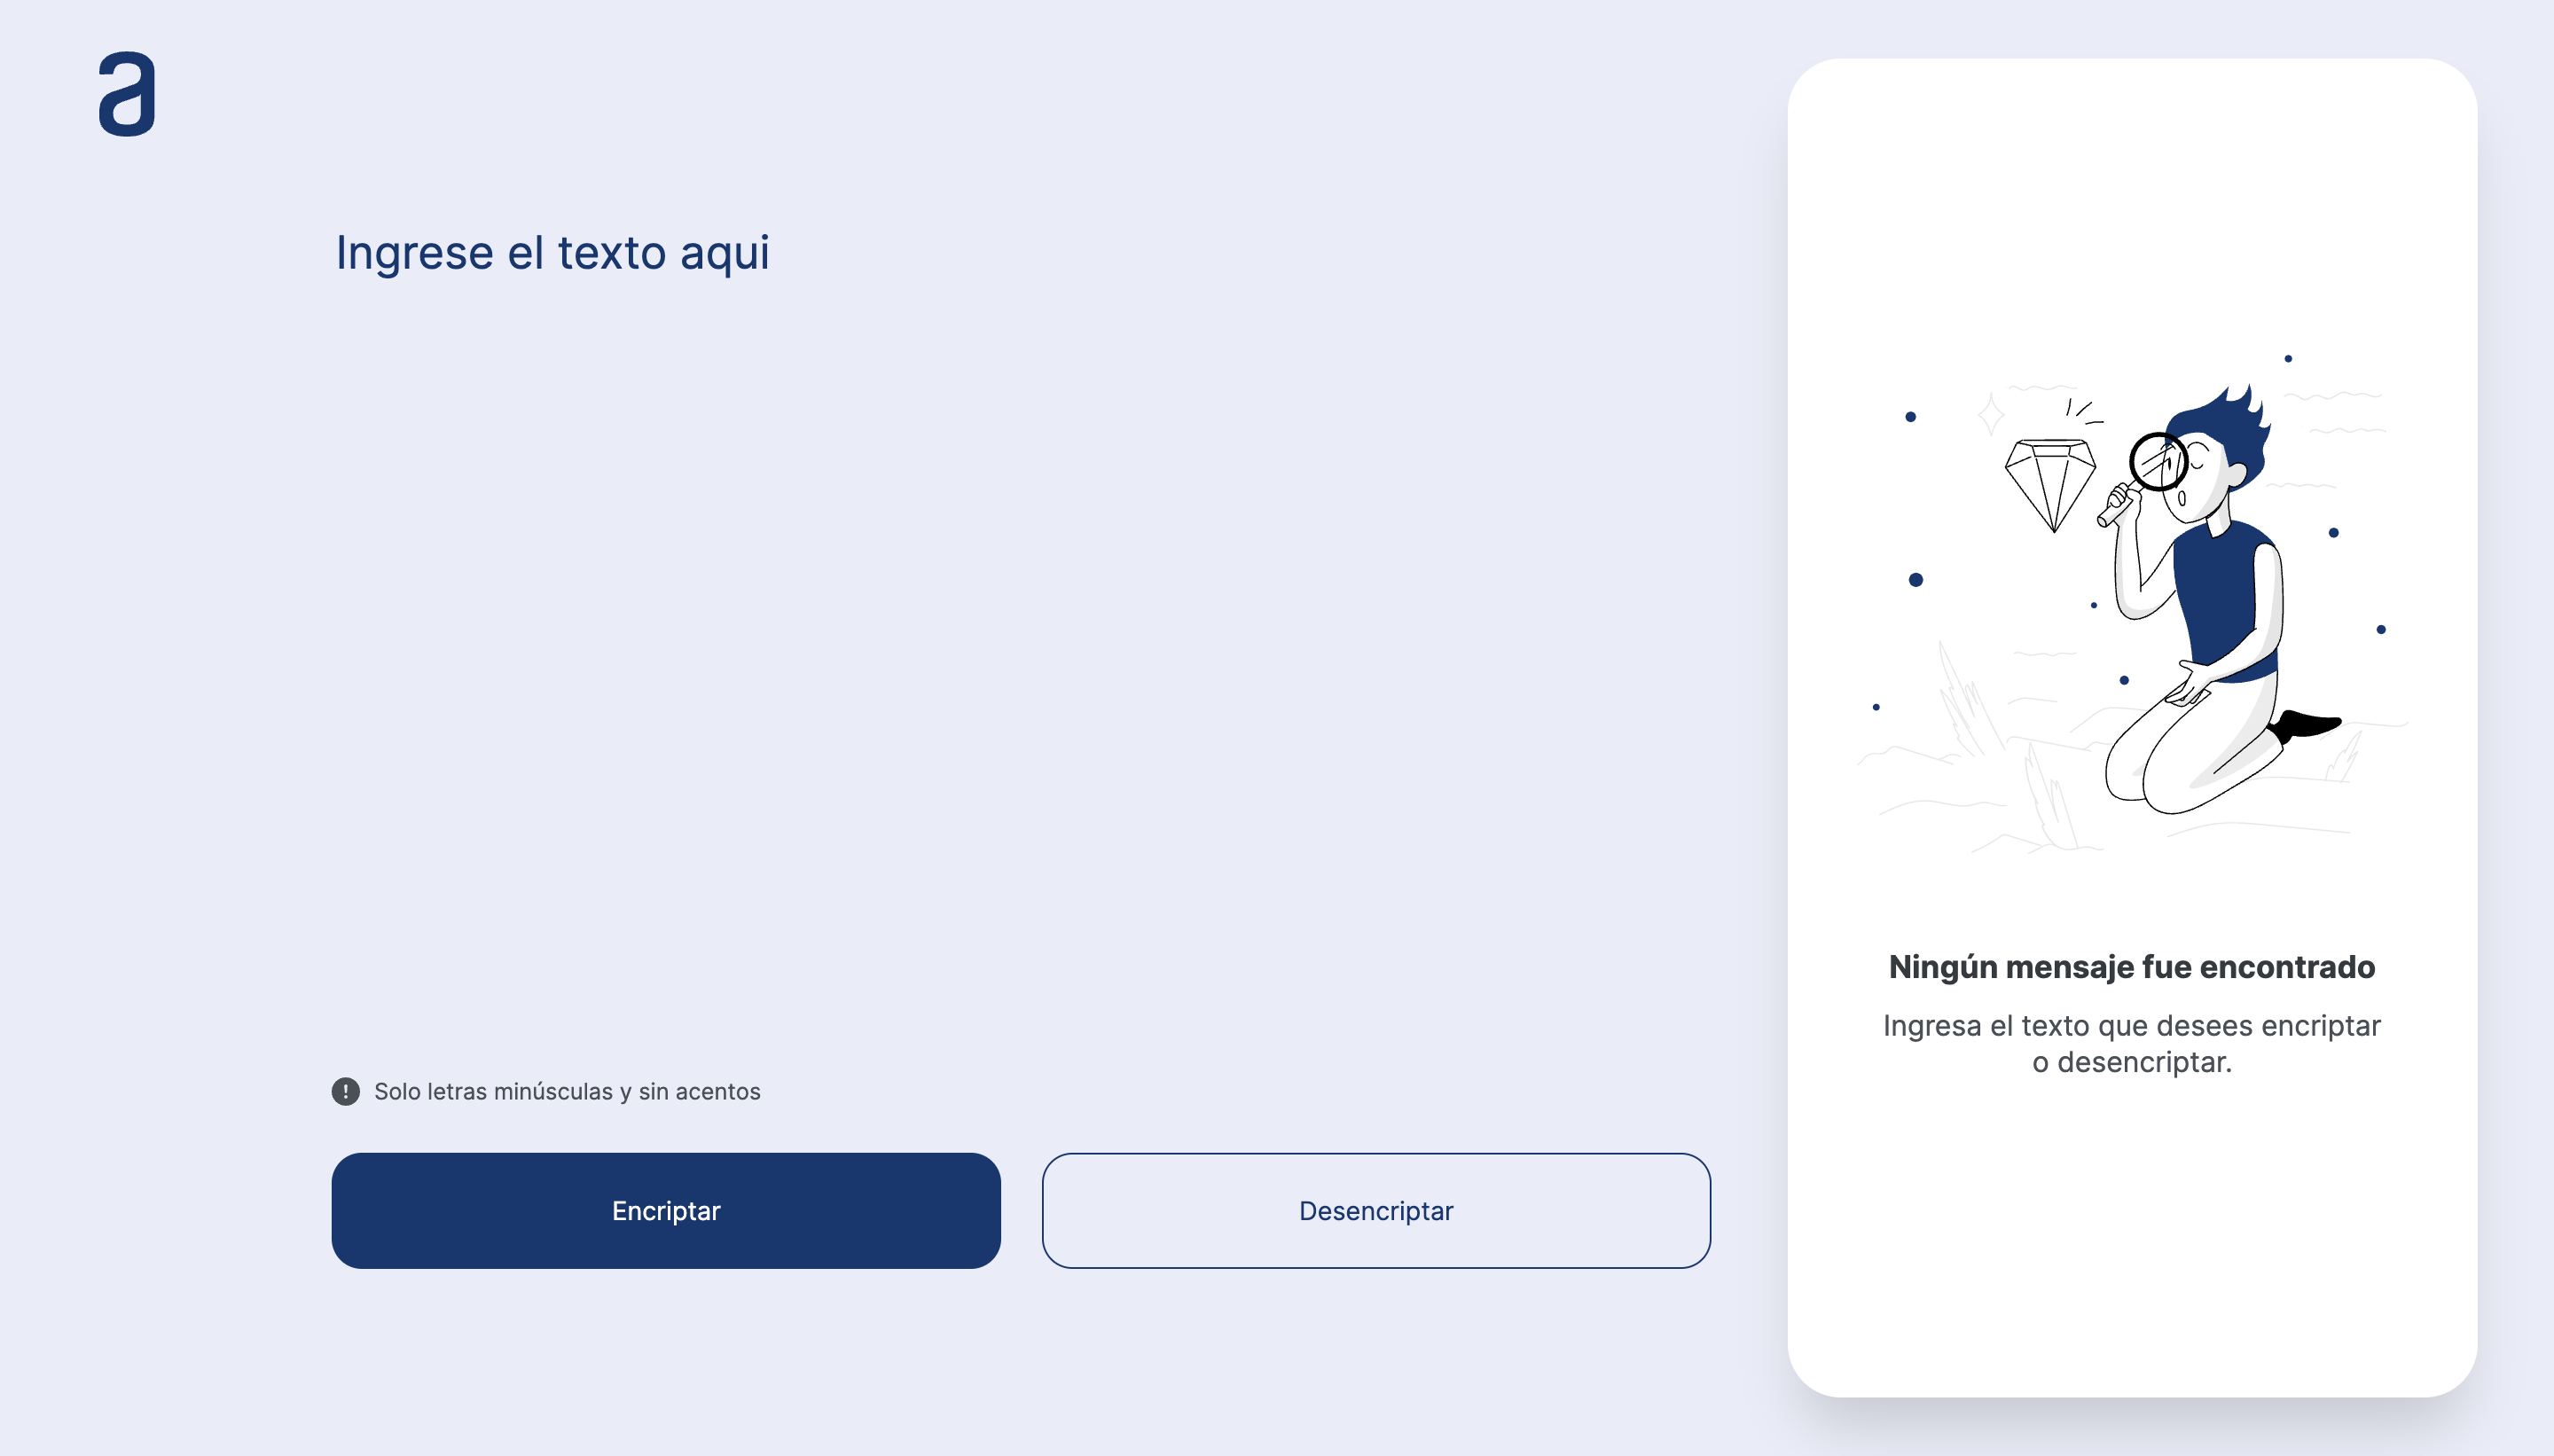 a
Ingrese el texto aqui
Solo letras minúsculas y sin acentos
Encriptar
Desencriptar
Ningún mensaje fue encontrado
Ingresa el texto que desees encriptar
o desencriptar.